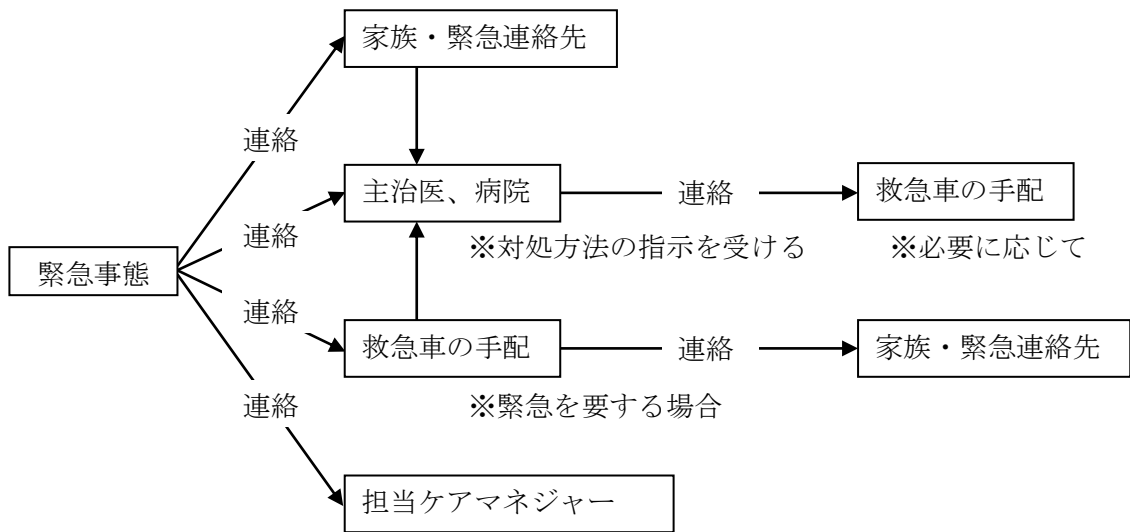 家族・緊急連絡先
連絡
主治医、病院
連絡
救急車の手配
連絡
※対処方法の指示を受ける
※必要に応じて
緊急事態
連絡
救急車の手配
連絡
家族・緊急連絡先
※緊急を要する場合
連絡
担当ケアマネジャー